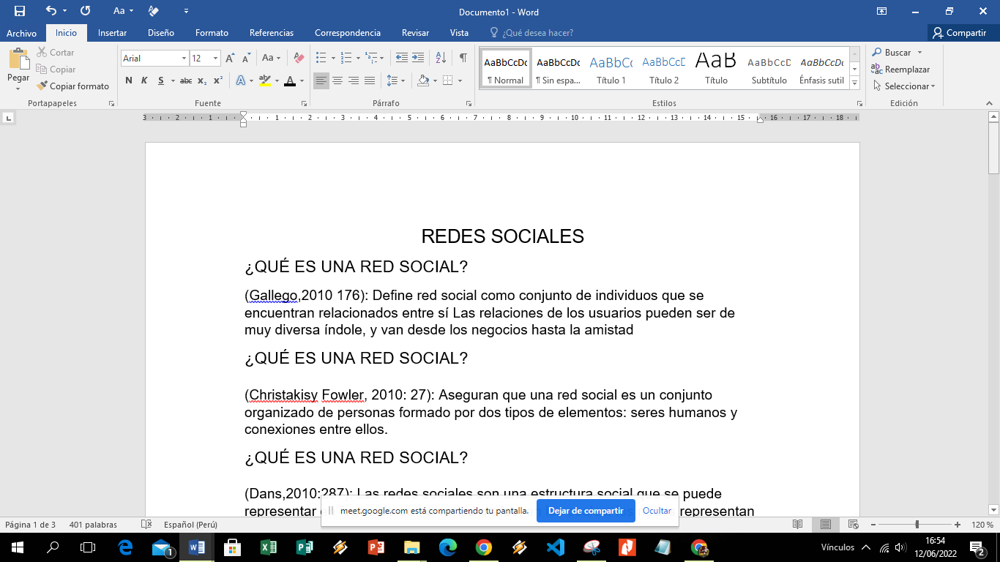 Documento1 - Word
Archivo Inicio Insertar Diseño Formato Referencias Correspondencia Revisar Vista ¿Qué desea hacer? Compartir
Pegar
Cortar
Copiar
Copiar formato
Portapapeles
Arial 12 Aa
N K S abc x₂ x²
Fuente
Párrafo
AaBbCcDc AaBbCcDc AaBbCc AaBbCcD AaB AaBbCcD AaBbCcDc
¶ Normal ¶ Sin espa... Título 1 Título 2 Título Subtítulo Énfasis sutil
Estilos
Buscar
Reemplazar
Seleccionar
Edición
3 2 1 1 2 3 4 5 6 7 8 9 10 11 12 13 14 15 16 17 18
REDES SOCIALES
¿QUÉ ES UNA RED SOCIAL?
(Gallego,2010 176): Define red social como conjunto de individuos que se
encuentran relacionados entre sí Las relaciones de los usuarios pueden ser de
muy diversa índole, y van desde los negocios hasta la amistad
¿QUÉ ES UNA RED SOCIAL?
(Christakisy Fowler, 2010: 27): Aseguran que una red social es un conjunto
organizado de personas formado por dos tipos de elementos: seres humanos y
conexiones entre ellos.
¿QUÉ ES UNA RED SOCIAL?
(Dans,2010:287): Las redes sociales son una estructura social que se puede
representar representan
meet.google.com está compartiendo tu pantalla. Dejar de compartir Ocultar
Página 1 de 3 401 palabras Español (Perú) 120 %
Vínculos
16:54
12/06/2022